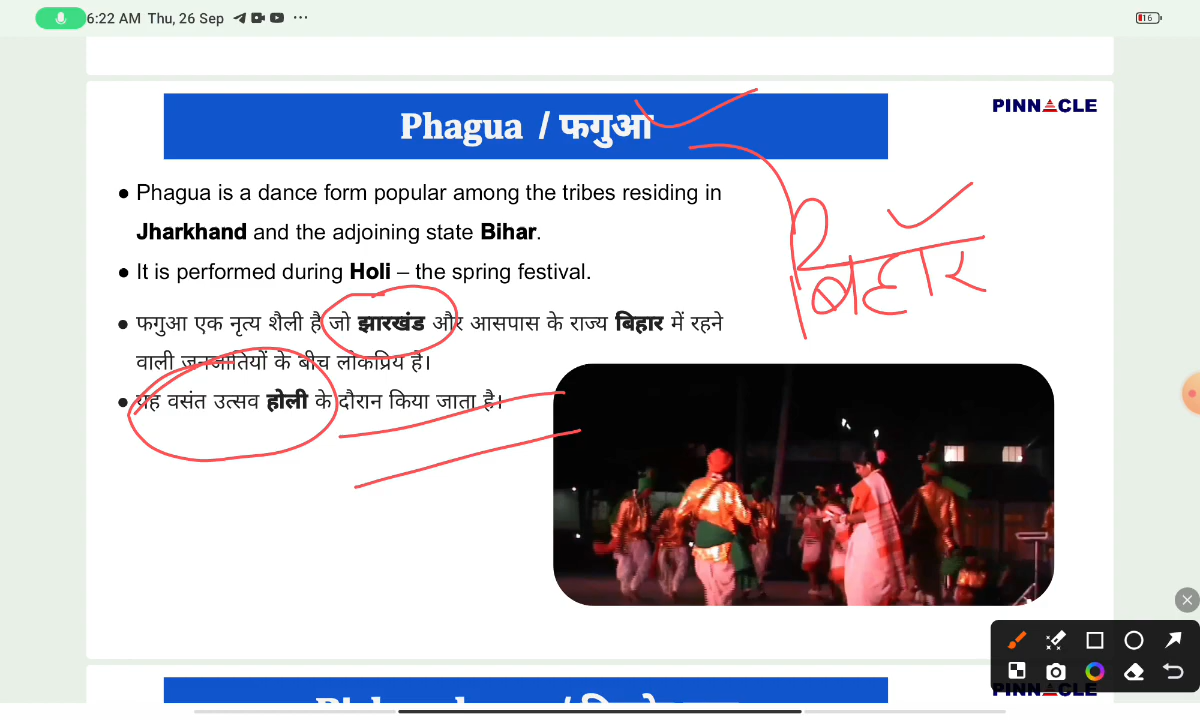 6:22 AM Thu, 26 Sep
16
Phagua / फगुआ
PINNACLE
● Phagua is a dance form popular among the tribes residing in
Jharkhand and the adjoining state Bihar.
● It is performed during Holi – the spring festival.
● फगुआ एक नृत्य शैली है जो झारखंड और आसपास के राज्य बिहार में रहने
वाली जनजातियों के बीच लोकप्रिय है।
● यह वसंत उत्सव होली के दौरान किया जाता है।
बिहार
PINNACLE